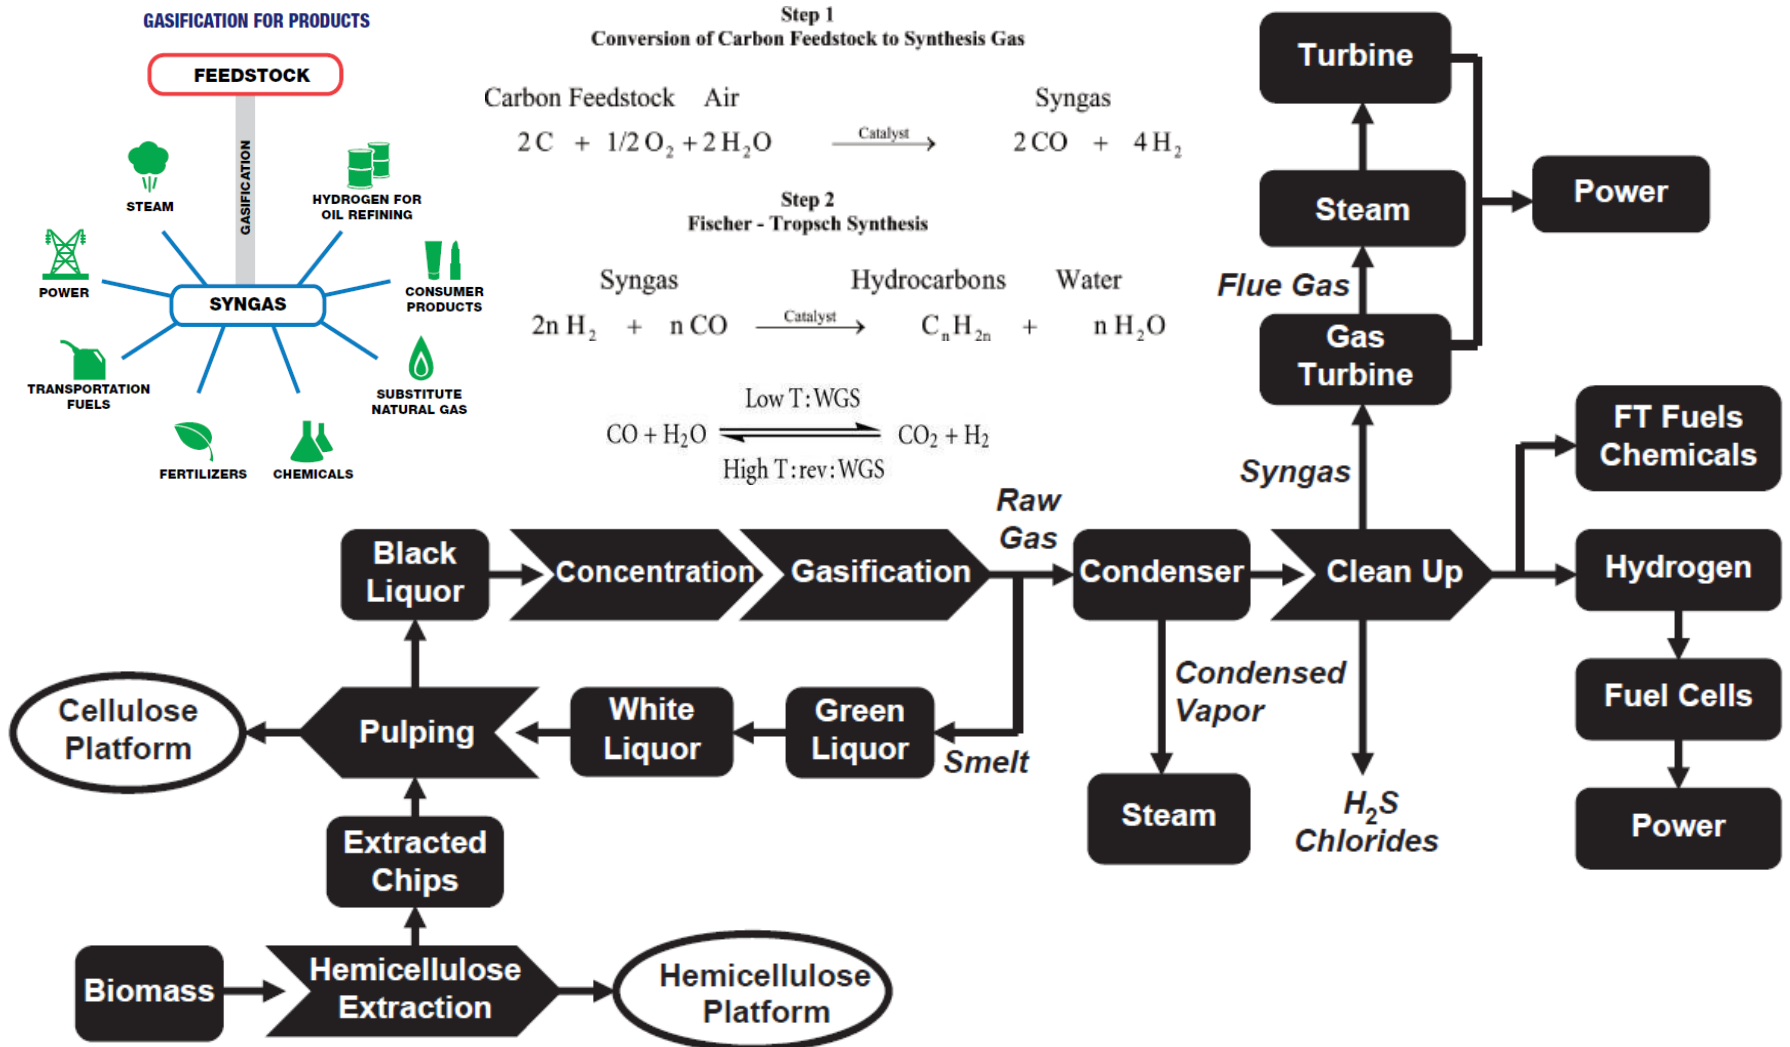 GASIFICATION FOR PRODUCTS
FEEDSTOCK
GASIFICATION
STEAM
HYDROGEN FOR
OIL REFINING
POWER
SYNGAS
CONSUMER
PRODUCTS
TRANSPORTATION
FUELS
SUBSTITUTE
NATURAL GAS
FERTILIZERS
CHEMICALS
Step 1
Conversion of Carbon Feedstock to Synthesis Gas
Carbon Feedstock Air Syngas
2 C + 1/2 O₂ + 2 H₂O Catalyst → 2 CO + 4 H₂
Step 2
Fischer - Tropsch Synthesis
Syngas Hydrocarbons Water
2n H₂ + n CO Catalyst → CₙH₂ₙ + n H₂O
Low T:WGS
CO + H₂O ⇌ CO₂ + H₂
High T:rev:WGS
Turbine
Steam
Power
Flue Gas
Gas
Turbine
Syngas
FT Fuels
Chemicals
Raw
Gas
Black
Liquor
Concentration
Gasification
Condenser
Clean Up
Hydrogen
Cellulose
Platform
Pulping
White
Liquor
Green
Liquor
Smelt
Condensed
Vapor
Fuel Cells
Steam
H₂S
Chlorides
Power
Extracted
Chips
Biomass
Hemicellulose
Extraction
Hemicellulose
Platform